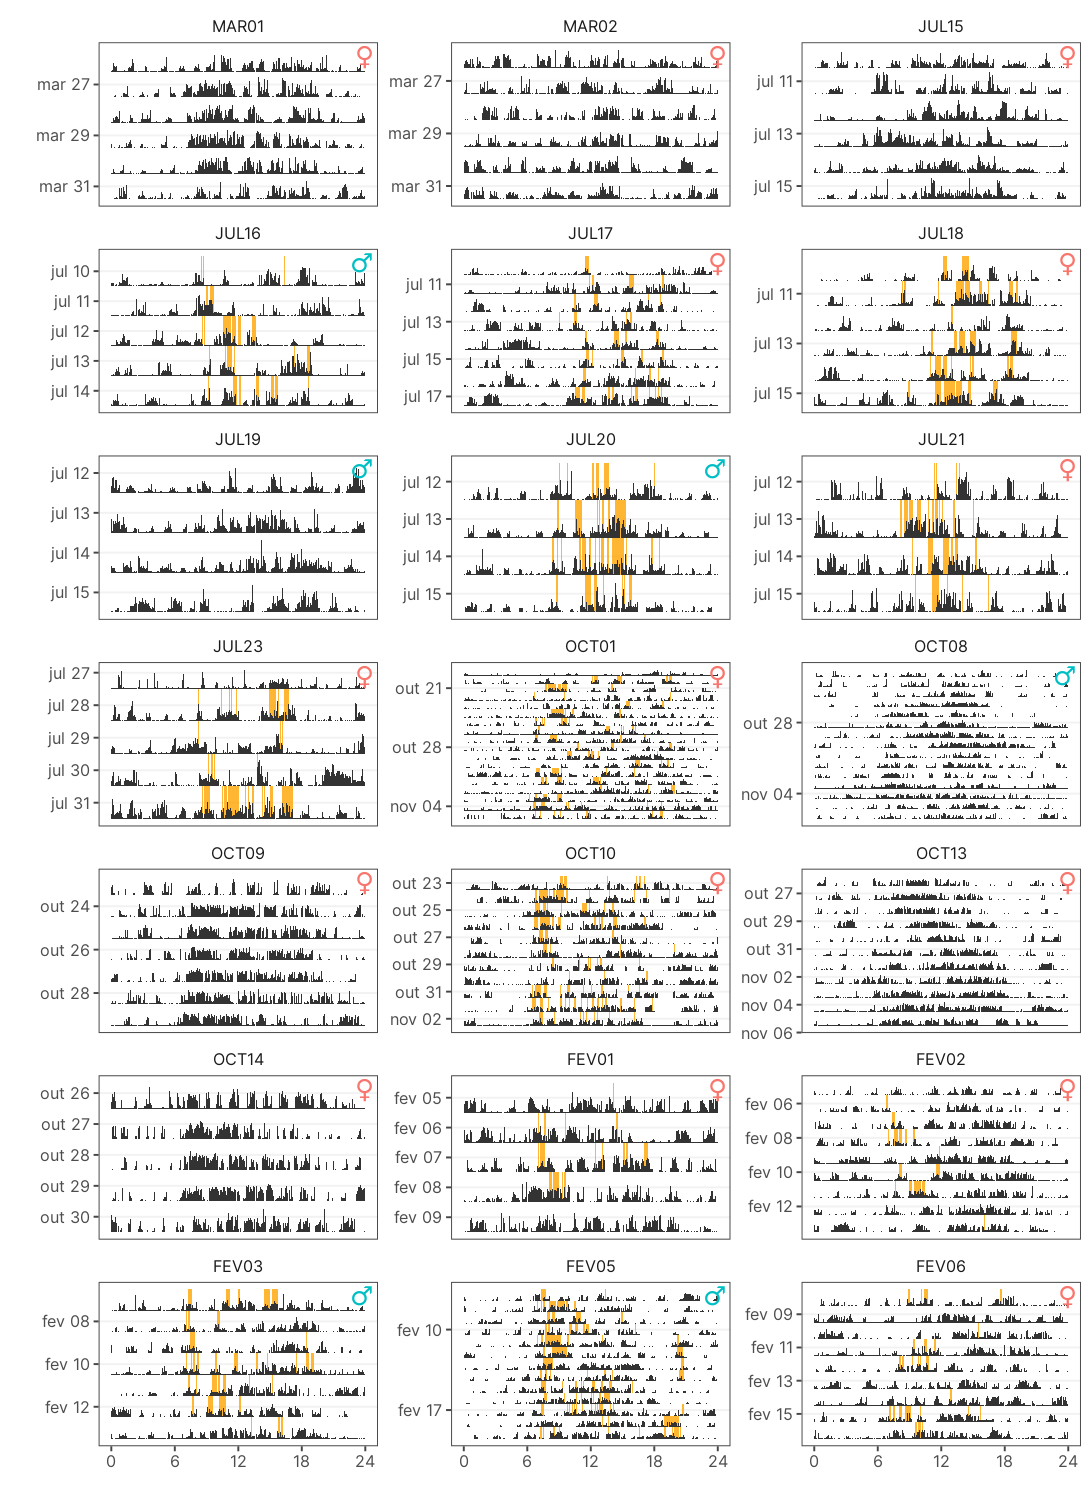 MAR01 MAR02 JUL15
mar 27
mar 29
mar 31
mar 27
mar 29
mar 31
jul 11
jul 13
jul 15
JUL16 JUL17 JUL18
jul 10
jul 11
jul 12
jul 13
jul 14
jul 11
jul 13
jul 15
jul 17
jul 11
jul 13
jul 15
JUL19 JUL20 JUL21
jul 12
jul 13
jul 14
jul 15
jul 12
jul 13
jul 14
jul 15
jul 12
jul 13
jul 14
jul 15
JUL23 OCT01 OCT08
jul 27
jul 28
jul 29
jul 30
jul 31
out 21
out 28
nov 04
out 28
nov 04
OCT09 OCT10 OCT13
out 24
out 26
out 28
out 23
out 25
out 27
out 29
out 31
nov 02
out 27
out 29
out 31
nov 02
nov 04
nov 06
OCT14 FEV01 FEV02
out 26
out 27
out 28
out 29
out 30
fev 05
fev 06
fev 07
fev 08
fev 09
fev 06
fev 08
fev 10
fev 12
FEV03 FEV05 FEV06
fev 08
fev 10
fev 12
fev 10
fev 17
fev 09
fev 11
fev 13
fev 15
0 6 12 18 24 0 6 12 18 24 0 6 12 18 24